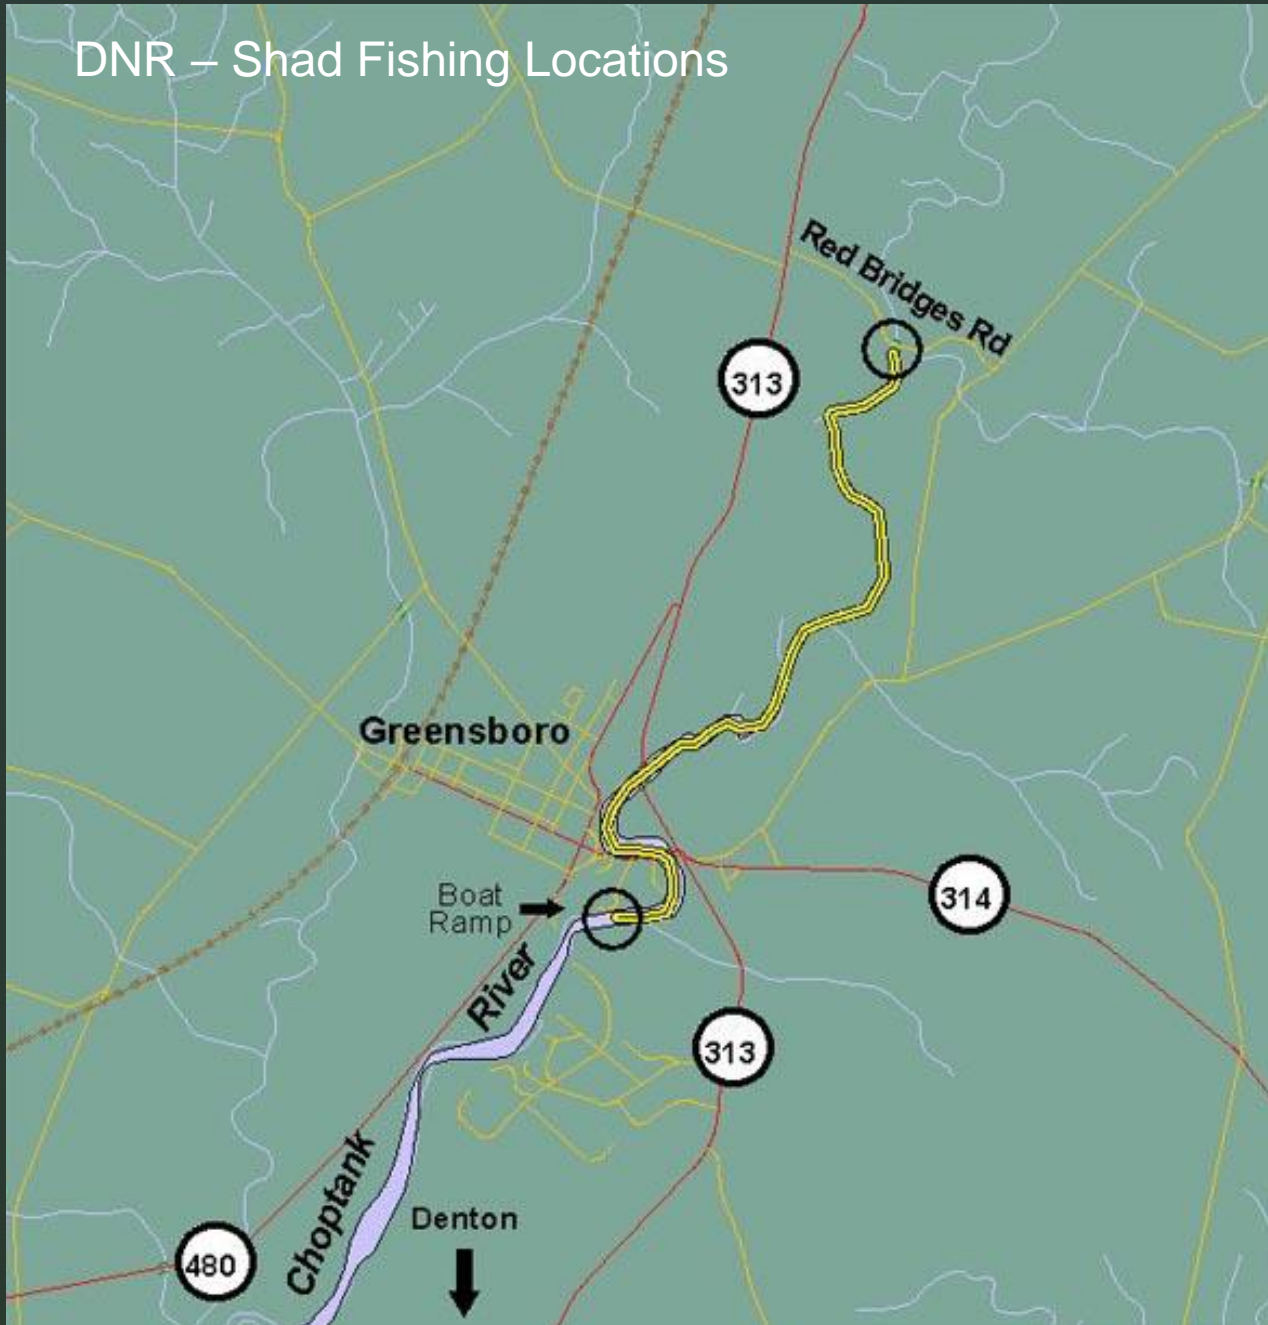 DNR – Shad Fishing Locations
Red Bridges Rd
313
Greensboro
Boat
Ramp
314
River
313
Choptank
Denton
480